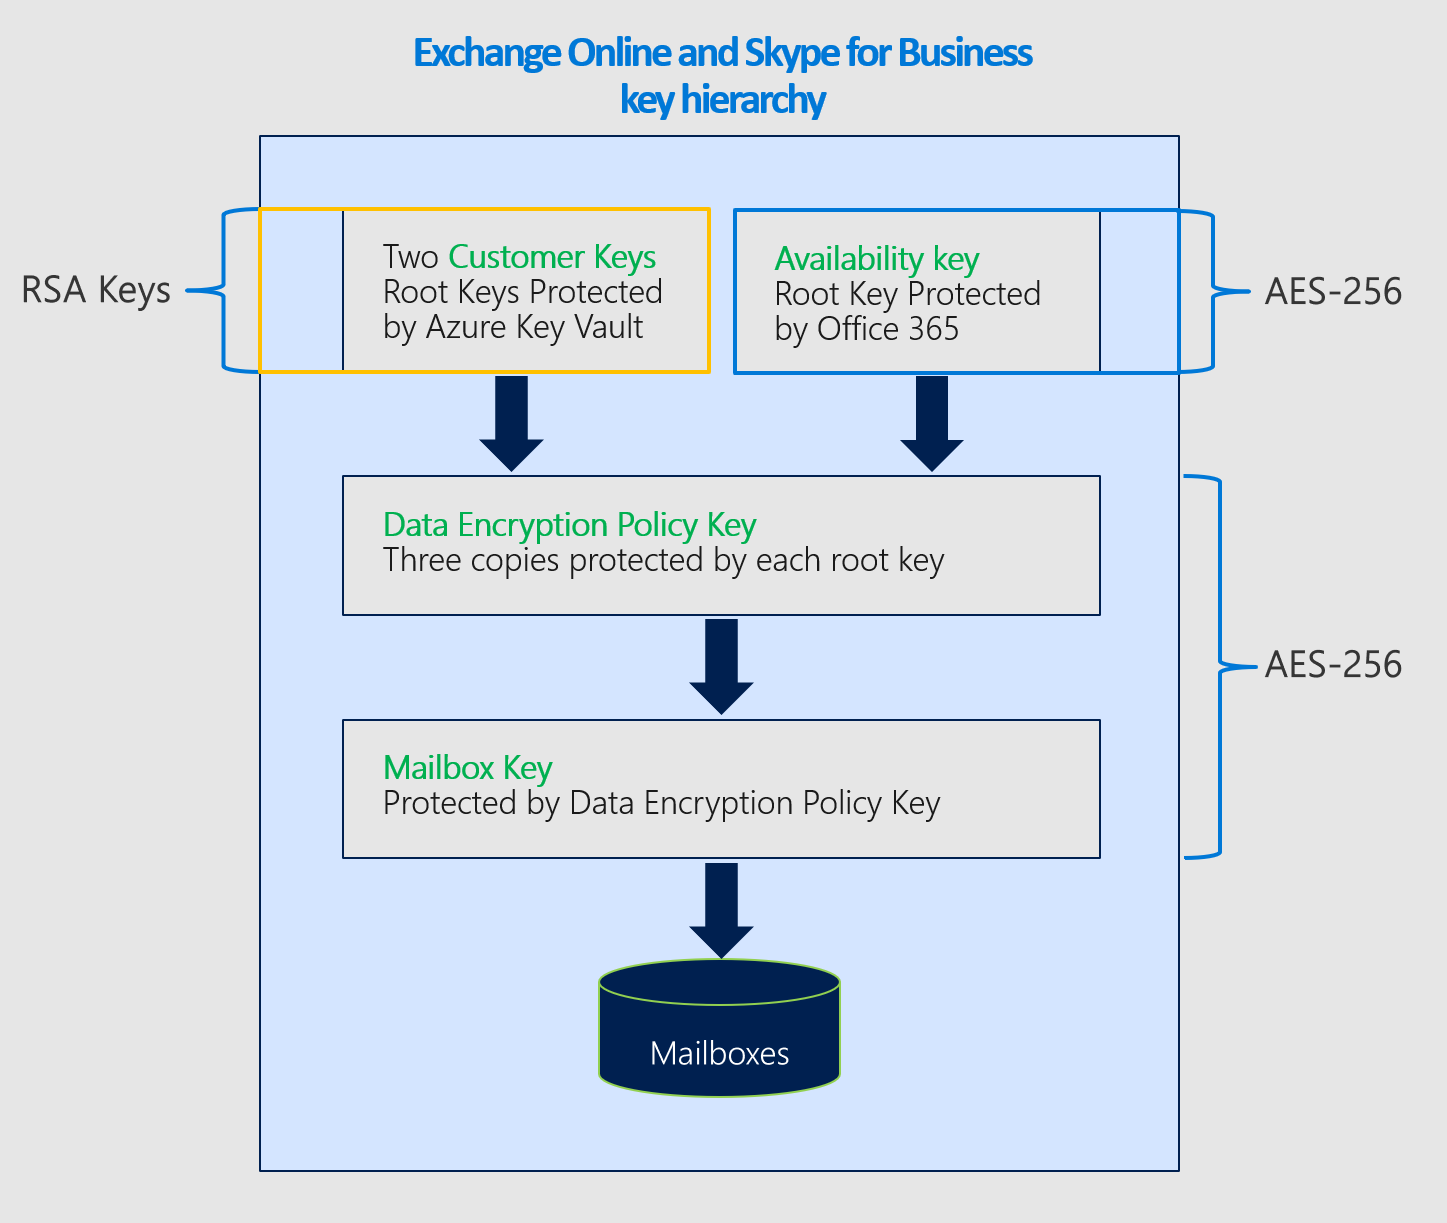 Exchange Online and Skype for Business
key hierarchy
RSA Keys
Two Customer Keys
Root Keys Protected
by Azure Key Vault
Availability key
Root Key Protected
by Office 365
AES-256
Data Encryption Policy Key
Three copies protected by each root key
AES-256
Mailbox Key
Protected by Data Encryption Policy Key
Mailboxes